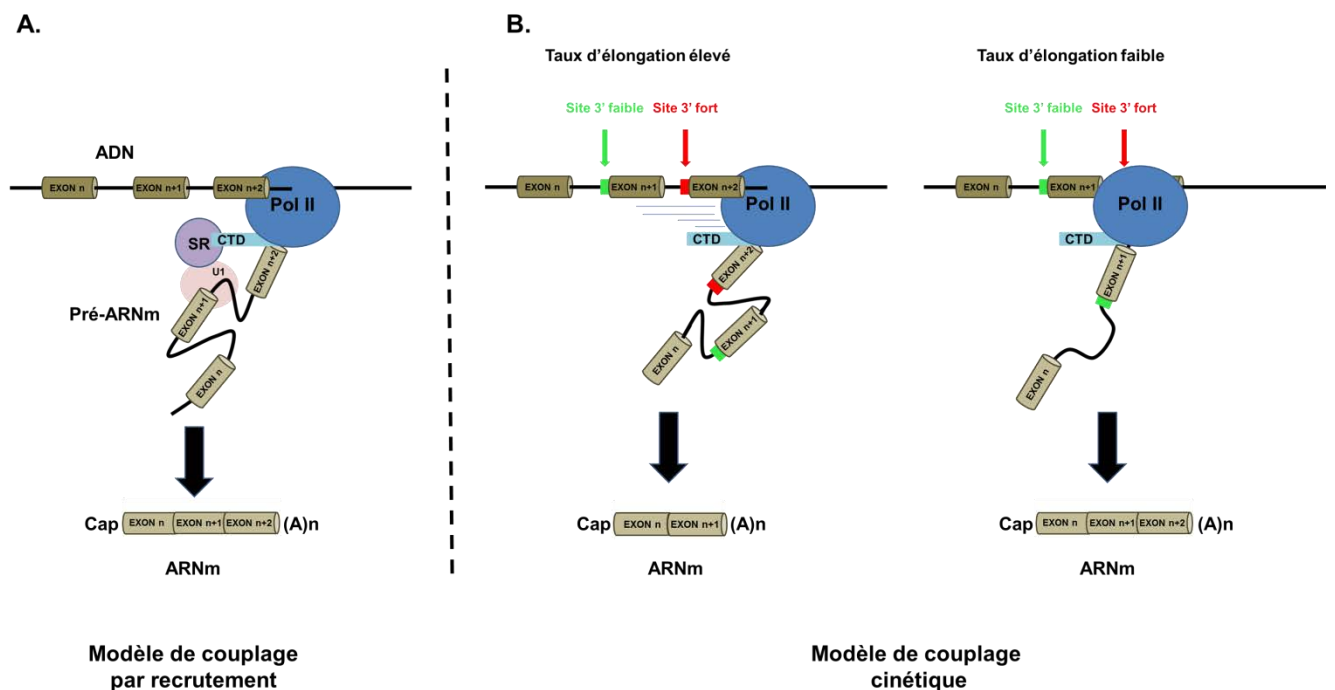 A.
ADN
EXON n
EXON n+1
EXON n+2
Pol II
SR
CTD
U1
EXON n+2
EXON n+1
Pré-ARNm
EXON n
Cap
EXON n
EXON n+1
EXON n+2
(A)n
ARNm
Modèle de couplage
par recrutement
B.
Taux d'élongation élevé
Site 3' faible
Site 3' fort
EXON n
EXON n+1
EXON n+2
Pol II
CTD
EXON n+2
EXON n+1
EXON n
Cap
EXON n
EXON n+1
(A)n
ARNm
Taux d'élongation faible
Site 3' faible
Site 3' fort
EXON n
EXON n+1
Pol II
CTD
EXON n+1
EXON n
Cap
EXON n
EXON n+1
EXON n+2
(A)n
ARNm
Modèle de couplage
cinétique